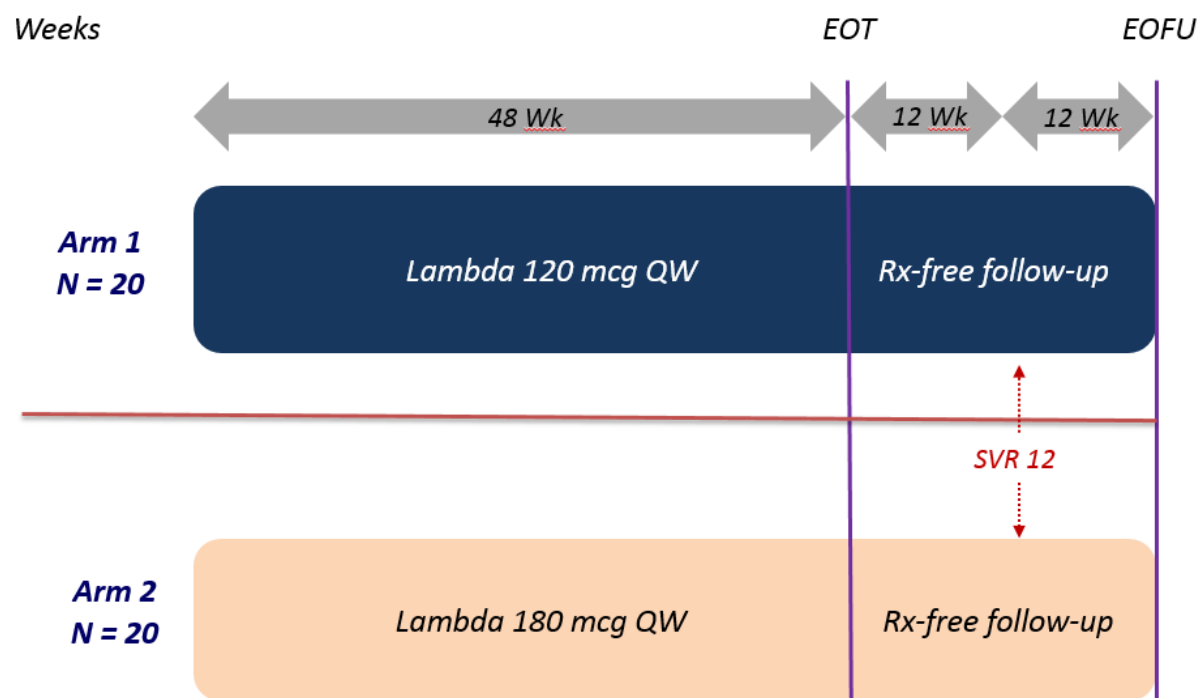 Weeks
EOT
EOFU
48 Wk
12 Wk
12 Wk
Arm 1
N = 20
Lambda 120 mcg QW
Rx-free follow-up
SVR 12
Arm 2
N = 20
Lambda 180 mcg QW
Rx-free follow-up